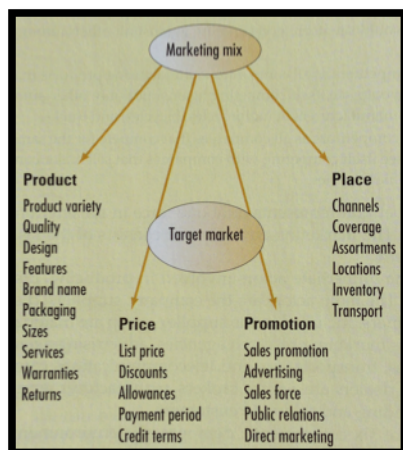 Marketing mix
Target market
Product
Product variety
Quality
Design
Features
Brand name
Packaging
Sizes
Services
Warranties
Returns
Price
List price
Discounts
Allowances
Payment period
Credit terms
Promotion
Sales promotion
Advertising
Sales force
Public relations
Direct marketing
Place
Channels
Coverage
Assortments
Locations
Inventory
Transport